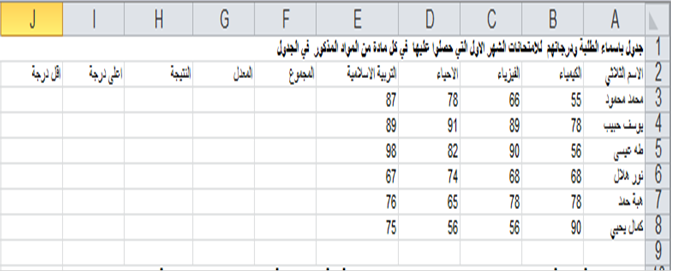 A B C D E F G H I J
1 جدول باسماء الطلبة ودرجاتهم للامتحانات الشهر الاول التي حصلوا عليها في كل مادة من المواد المذكور في الجدول
2 الاسم الثلاثي الكيمياء الفيزياء الاحياء التربية الاسلامية المجموع المعدل النتيجة اعلى درجة اقل درجة
3 محمد محمود 55 66 78 87
4 يوسف حبيب 78 89 91 89
5 طه عيسى 56 90 82 98
6 نور هلال 68 68 74 67
7 هبة حمد 78 78 65 76
8 كمال يحيى 90 56 56 75
9